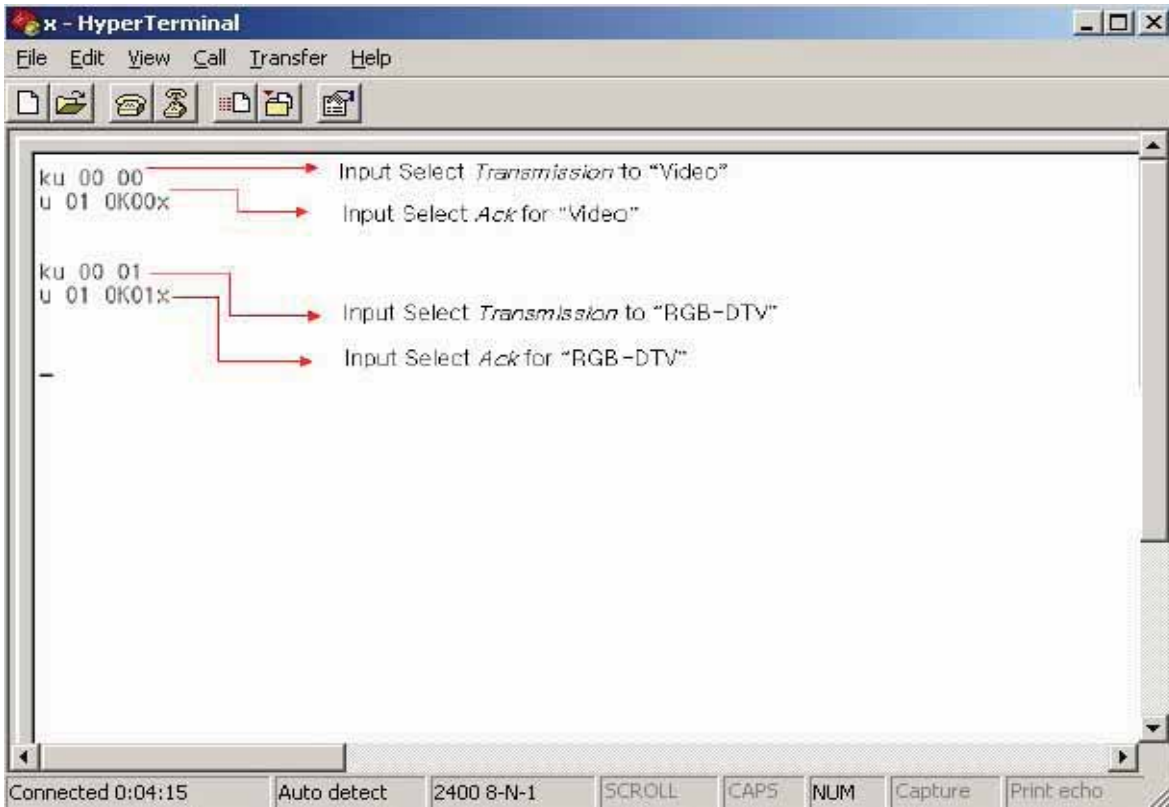 x - HyperTerminal
File Edit View Call Transfer Help
ku 00 00
Input Select Transmission to "Video"
u 01 OK00x
Input Select Ack for "Video"
ku 00 01
u 01 OK01x
Input Select Transmission to "RGB-DTV"
Input Select Ack for "RGB-DTV"
Connected 0:04:15 Auto detect 2400 8-N-1 SCROLL CAPS NUM Capture Print echo